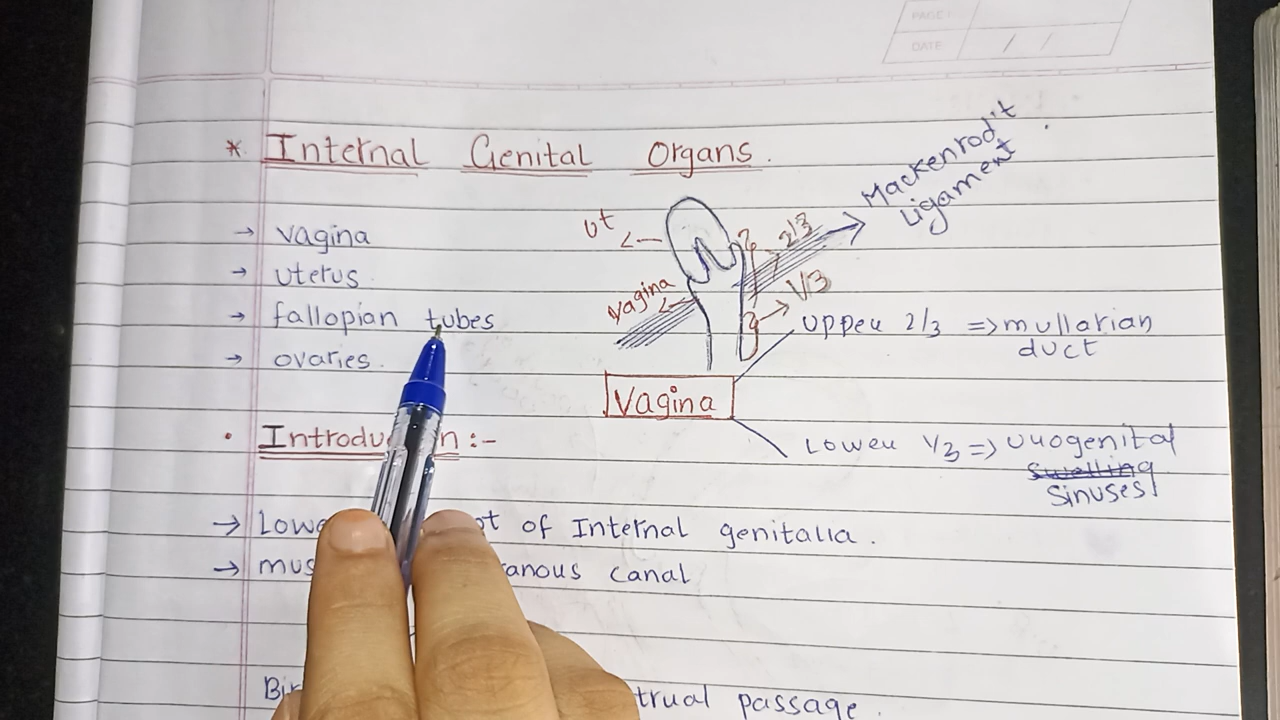 PAGE:
DATE / /
* Internal Genital Organs.
→ vagina
→ uterus
→ fallopian tubes
→ ovaries.
ut
vagina
2/3
1/3
Mackenrod't
Ligament
Vagina
upper 2/3 => mullarian
duct
Lower 1/3 => urogenital
Swelling
Sinuses
• Introdu n :-
→ Lowe of Internal genitalia.
→ mus anous canal
Bi trual passage.